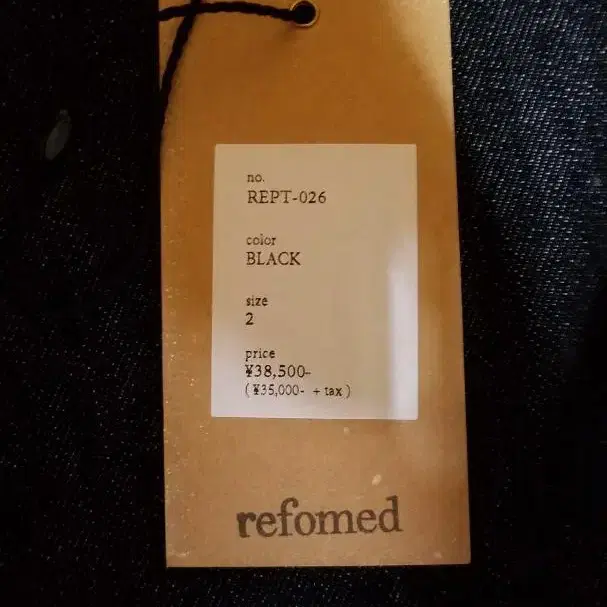 no.
REPT-026
color
BLACK
size
2
price
¥38,500-
( ¥35,000- + tax )
refomed